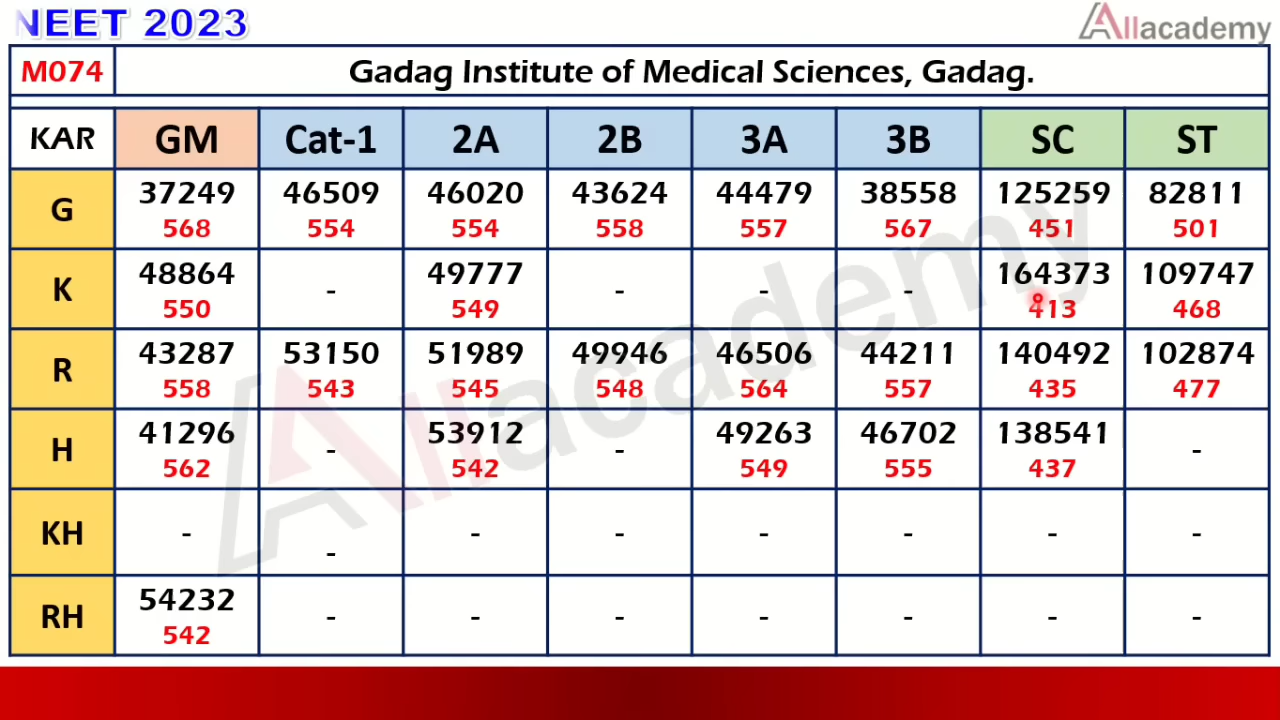 NEET 2023
Allacademy
M074 Gadag Institute of Medical Sciences, Gadag.
KAR GM Cat-1 2A 2B 3A 3B SC ST
G 37249 46509 46020 43624 44479 38558 125259 82811
568 554 554 558 557 567 451 501
K 48864 - 49777 - - - 164373 109747
550 549 413 468
R 43287 53150 51989 49946 46506 44211 140492 102874
558 543 545 548 564 557 435 477
H 41296 - 53912 - 49263 46702 138541 -
562 542 549 555 437
KH - - - - - - - -
RH 54232 - - - - - - -
542
Allacademy